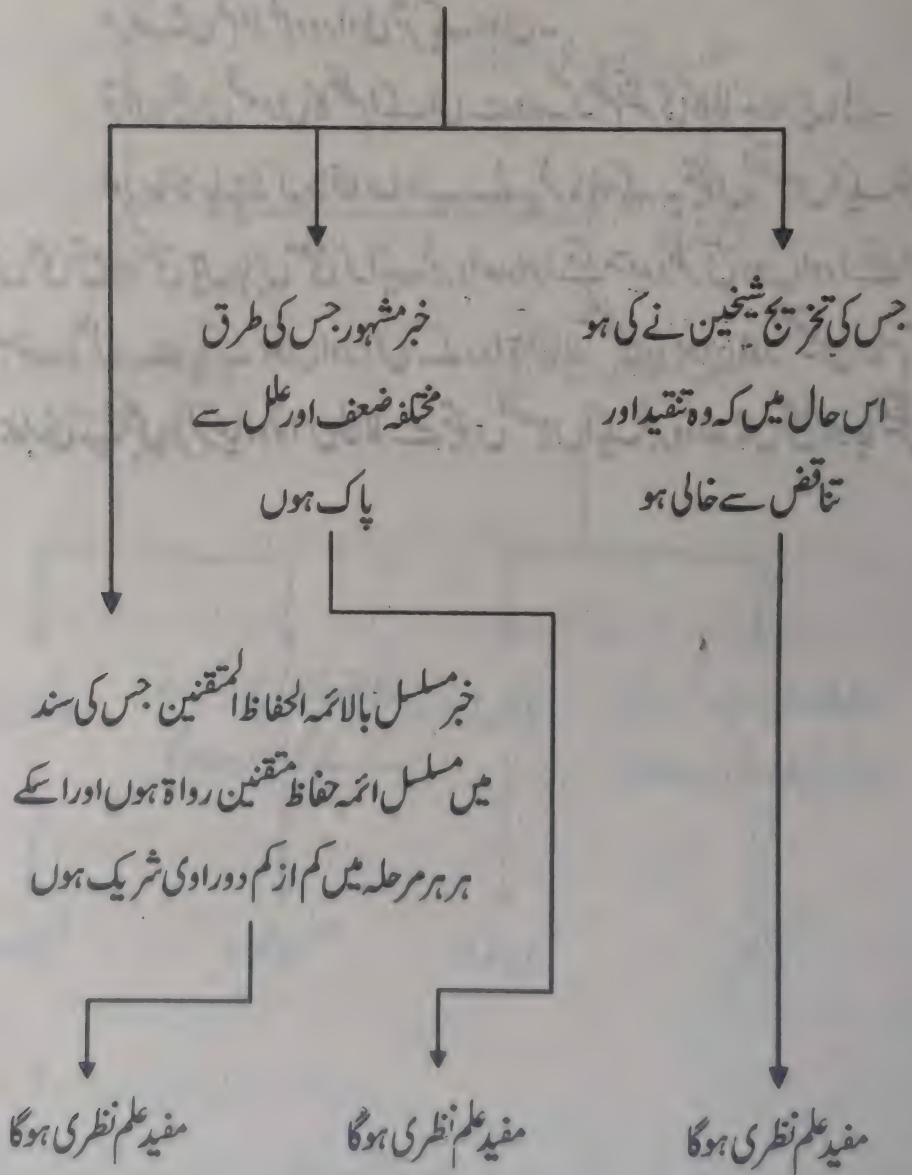 جس کی تخریج شیخین نے کی ہو
اس حال میں کہ وہ تنقید اور
تناقض سے خالی ہو
خبر مشہور جس کی طرق
مختلفہ ضعف اور علل سے
پاک ہوں
خبر مسلسل بالائمہ الحفاظ المتقنین جس کی سند
میں مسلسل ائمہ حفاظ متقنین رواۃ ہوں اور اسکے
ہر ہر مرحلہ میں کم از کم دو راوی شریک ہوں
مفید علم نظری ہوگا
مفید علم نظری ہوگا
مفید علم نظری ہوگا